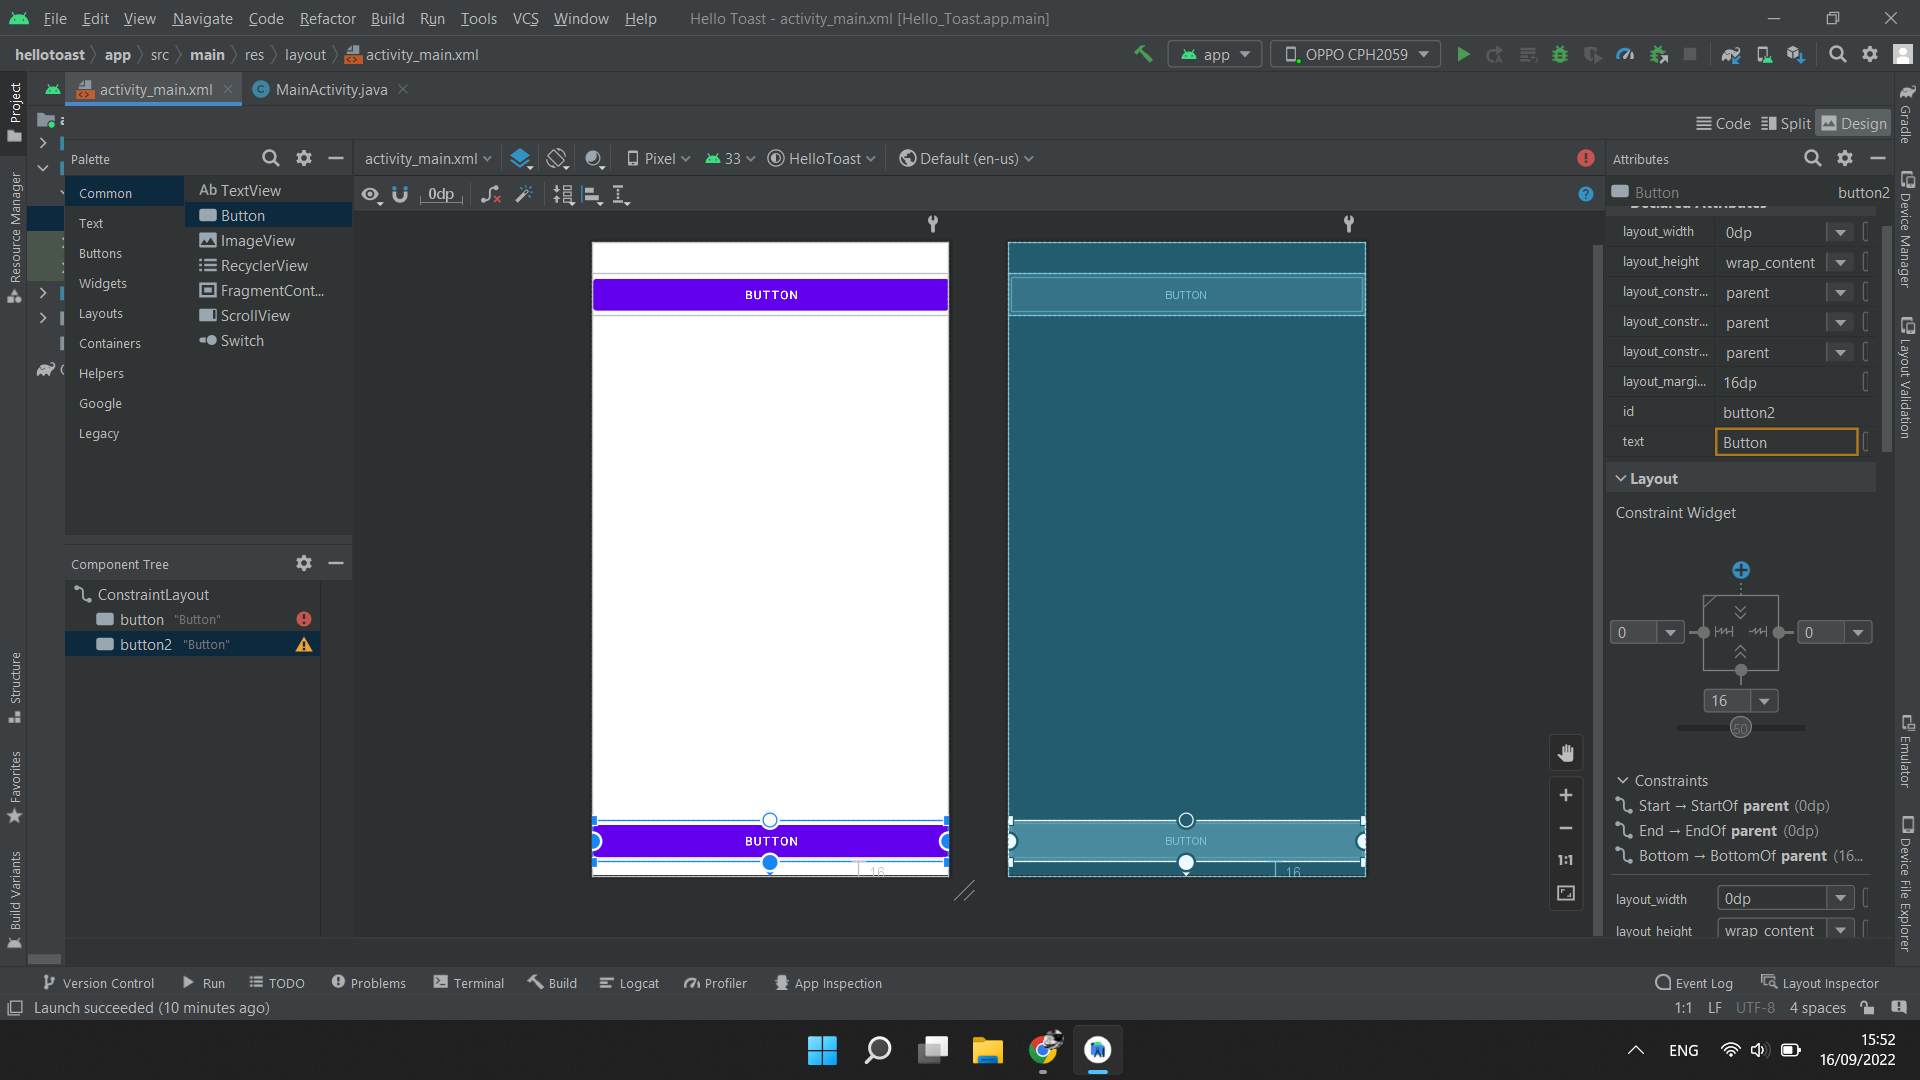 File Edit View Navigate Code Refactor Build Run Tools VCS Window Help Hello Toast - activity_main.xml [Hello_Toast.app.main]
hellotoast app src main res layout activity_main.xml app OPPO CPH2059
activity_main.xml MainActivity.java
Code Split Design
Palette
activity_main.xml Pixel 33 HelloToast Default (en-us)
Attributes
Common
Text
Buttons
Widgets
Layouts
Containers
Helpers
Google
Legacy
Ab TextView
Button
ImageView
RecyclerView
FragmentCont...
ScrollView
Switch
0dp
BUTTON
BUTTON
16
BUTTON
BUTTON
16
1:1
Component Tree
ConstraintLayout
button "Button"
button2 "Button"
Button button2
Declared Attributes
layout_width 0dp
layout_height wrap_content
layout_constr... parent
layout_constr... parent
layout_constr... parent
layout_margi... 16dp
id button2
text Button
Layout
Constraint Widget
0 0
16
50
Constraints
Start → StartOf parent (0dp)
End → EndOf parent (0dp)
Bottom → BottomOf parent (16...
layout_width 0dp
layout_height wrap_content
Project
Resource Manager
Structure
Favorites
Build Variants
Gradle
Device Manager
Layout Validation
Emulator
Device File Explorer
Version Control Run TODO Problems Terminal Build Logcat Profiler App Inspection Event Log Layout Inspector
Launch succeeded (10 minutes ago) 1:1 LF UTF-8 4 spaces
ENG
15:52
16/09/2022